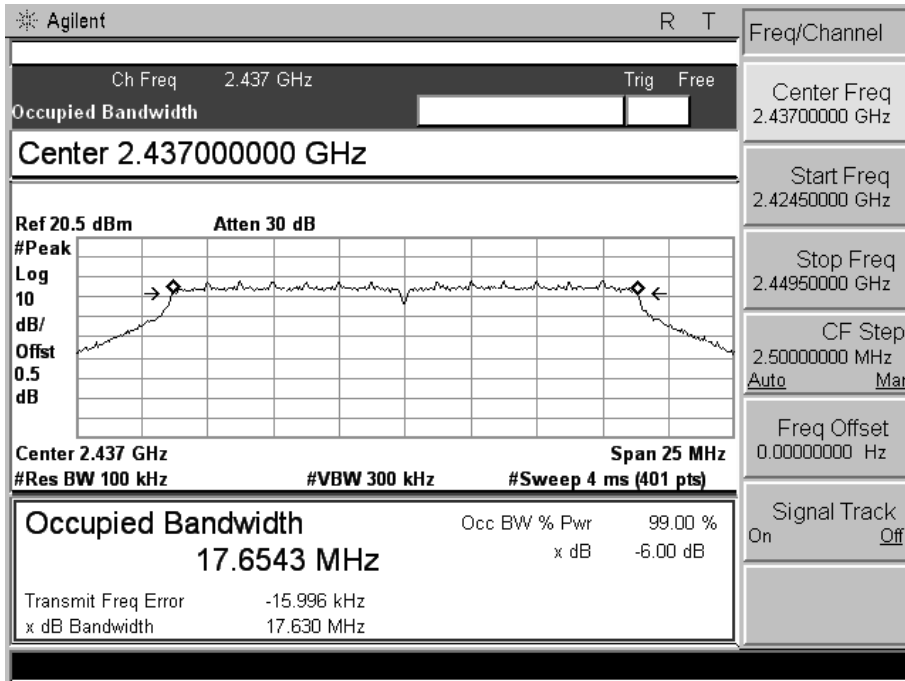 Agilent R T
Ch Freq 2.437 GHz Trig Free
Occupied Bandwidth
Center 2.437000000 GHz
Ref 20.5 dBm Atten 30 dB
#Peak
Log
10
dB/
Offst
0.5
dB
Center 2.437 GHz Span 25 MHz
#Res BW 100 kHz #VBW 300 kHz #Sweep 4 ms (401 pts)
Occupied Bandwidth Occ BW % Pwr 99.00 %
17.6543 MHz x dB -6.00 dB
Transmit Freq Error -15.996 kHz
x dB Bandwidth 17.630 MHz
Freq/Channel
Center Freq
2.43700000 GHz
Start Freq
2.42450000 GHz
Stop Freq
2.44950000 GHz
CF Step
2.50000000 MHz
Auto Man
Freq Offset
0.00000000 Hz
Signal Track
On Off